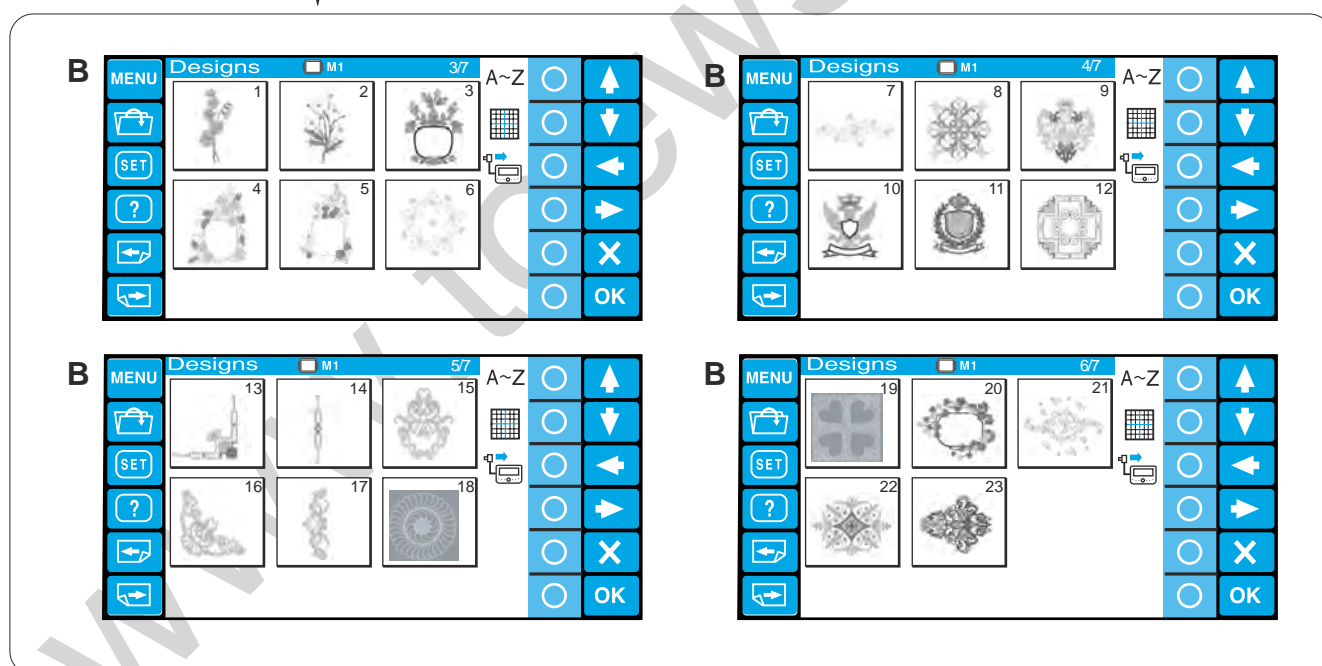 B
Designs M1 3/7
MENU
A~Z
1 2 3
SET
4 5 6
?
X
OK
B
Designs M1 4/7
MENU
A~Z
7 8 9
SET
10 11 12
?
X
OK
B
Designs M1 5/7
MENU
A~Z
13 14 15
SET
16 17 18
?
X
OK
B
Designs M1 6/7
MENU
A~Z
19 20 21
SET
22 23
?
X
OK